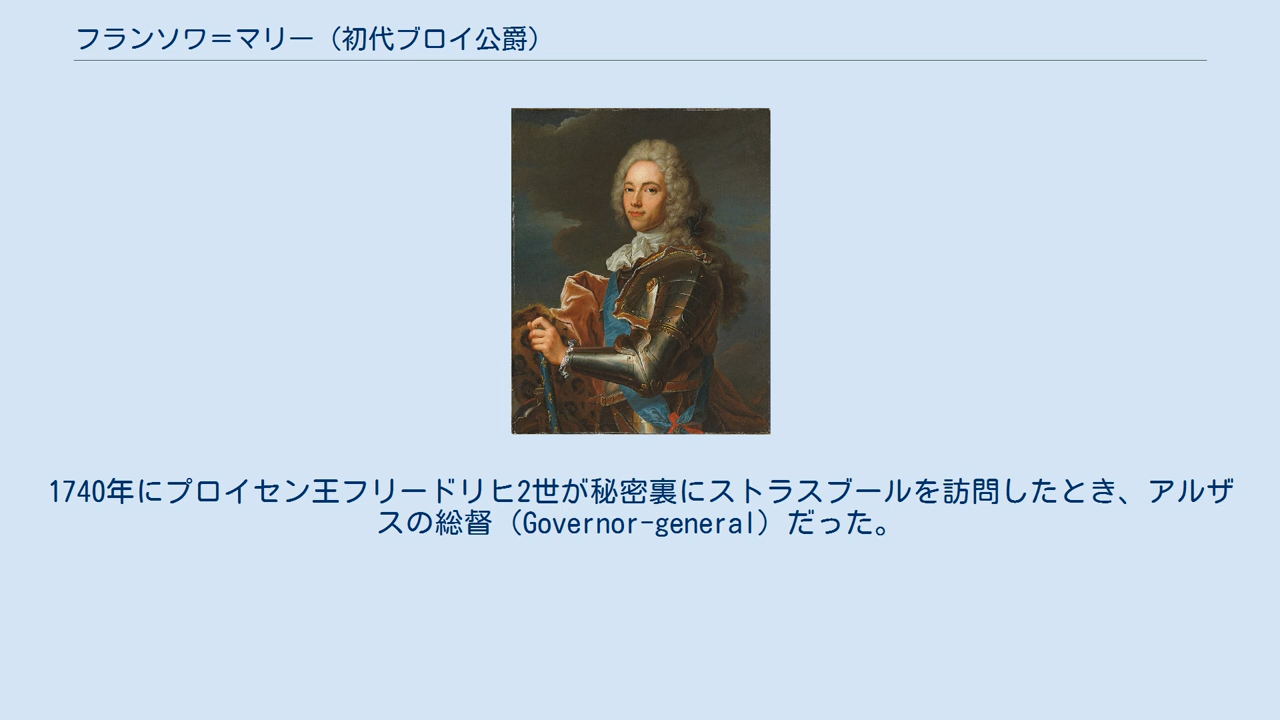 フランソワ＝マリー（初代ブロイ公爵）
1740年にプロイセン王フリードリヒ2世が秘密裏にストラスブールを訪問したとき、アルザ
スの総督（Governor-general）だった。